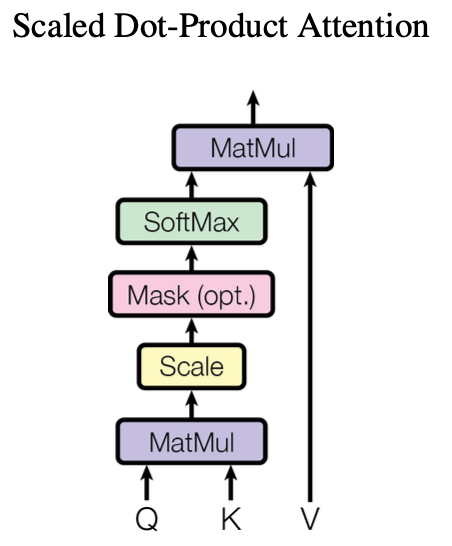 Scaled Dot-Product Attention
MatMul
SoftMax
Mask (opt.)
Scale
MatMul
Q K V